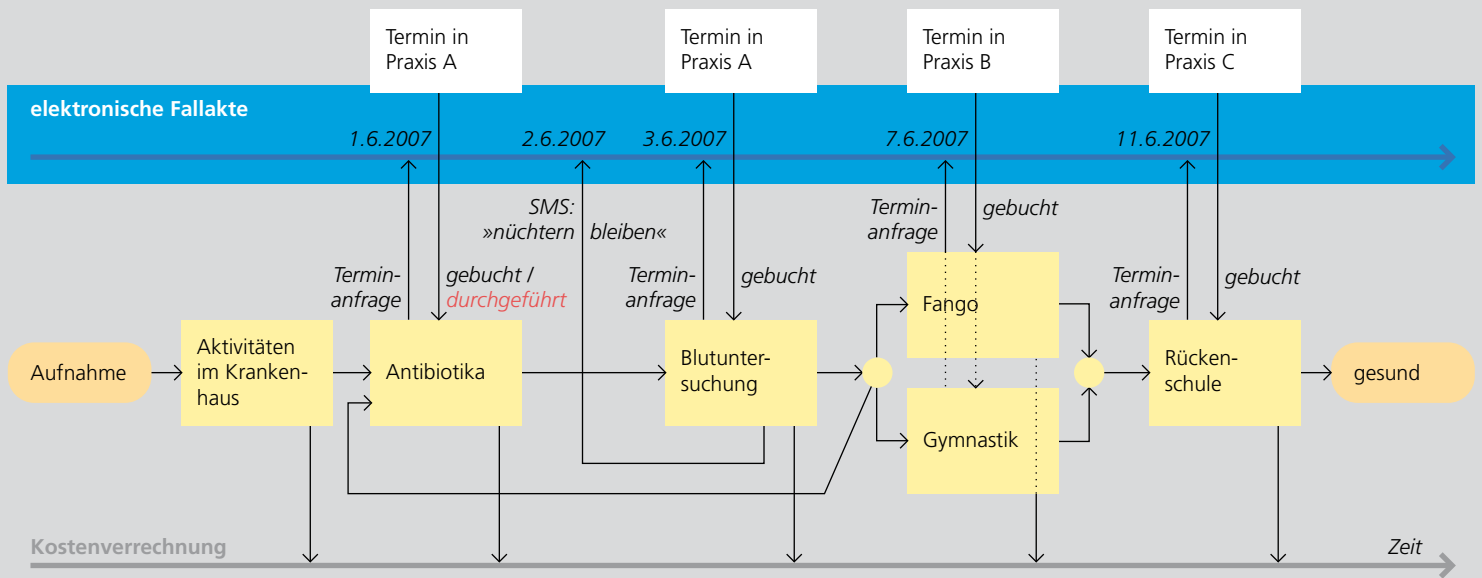 Termin in
Praxis A
Termin in
Praxis A
Termin in
Praxis B
Termin in
Praxis C
elektronische Fallakte
1.6.2007
2.6.2007
3.6.2007
7.6.2007
11.6.2007
SMS:
»nüchtern bleiben«
Termin-
anfrage
gebucht /
durchgeführt
Termin-
anfrage
gebucht
Termin-
anfrage
gebucht
Termin-
anfrage
gebucht
Aufnahme
Aktivitäten
im Kranken-
haus
Antibiotika
Blutunter-
suchung
Fango
Gymnastik
Rücken-
schule
gesund
Kostenverrechnung
Zeit